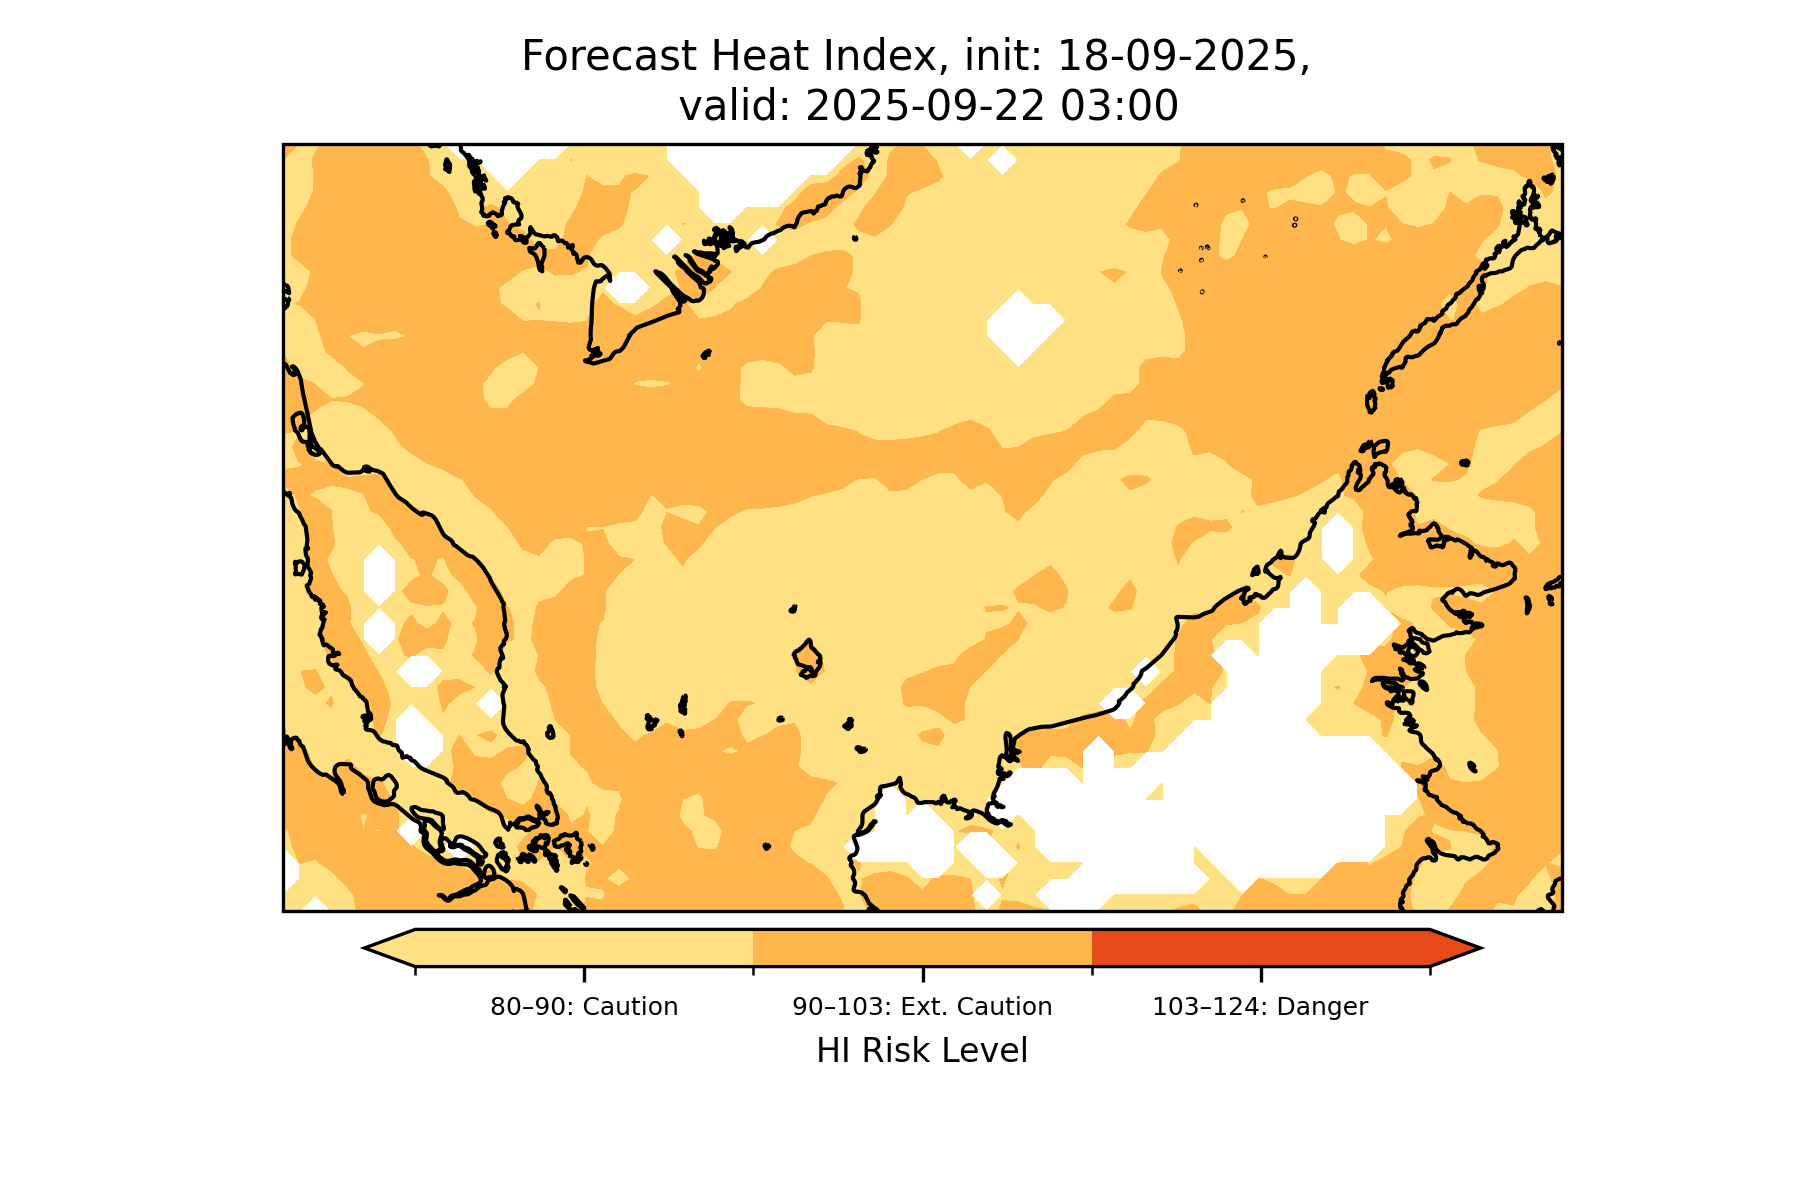 Forecast Heat Index, init: 18-09-2025,
valid: 2025-09-22 03:00
80–90: Caution
90–103: Ext. Caution
103–124: Danger
HI Risk Level